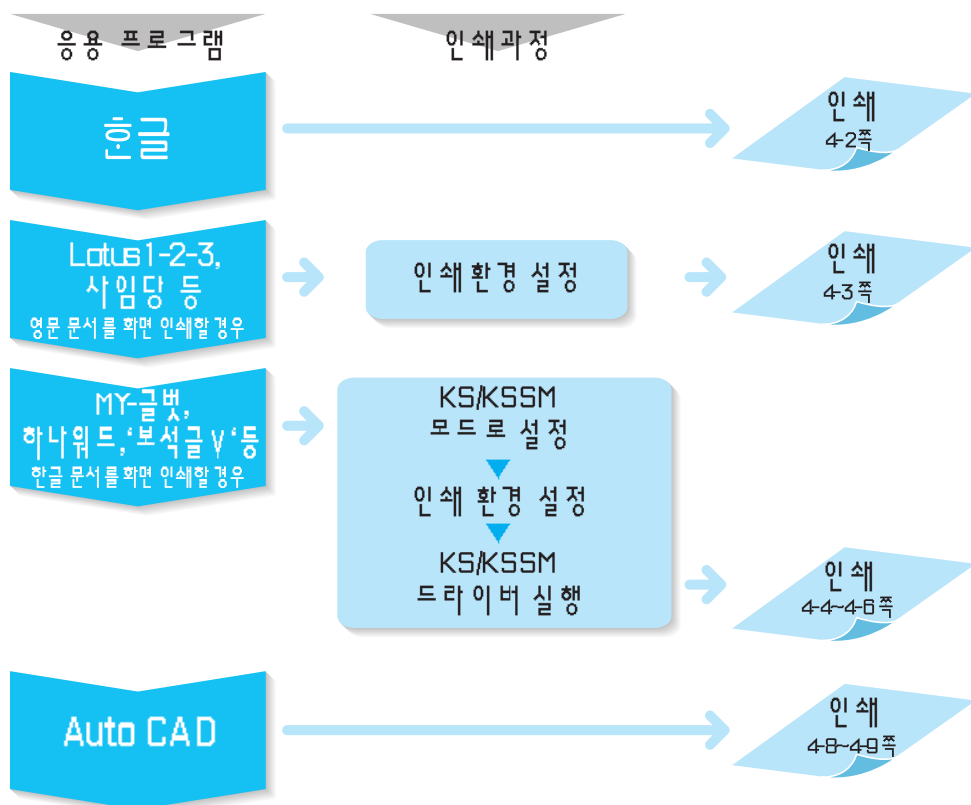 응용 프로그램
인쇄과정
한글
인쇄
4-2쪽
Lotus1-2-3,
사임당 등
영문 문서를 화면 인쇄할경우
인쇄환경 설정
인쇄
4-3쪽
MY-글벗,
하나워드,‘보석글V‘등
한글 문서를 화면 인쇄할경우
KS/KSSM
모드로 설정
인쇄 환경 설정
KS/KSSM
드라이버 실행
인쇄
4-4~4-6쪽
Auto CAD
인쇄
4-8~4-9쪽